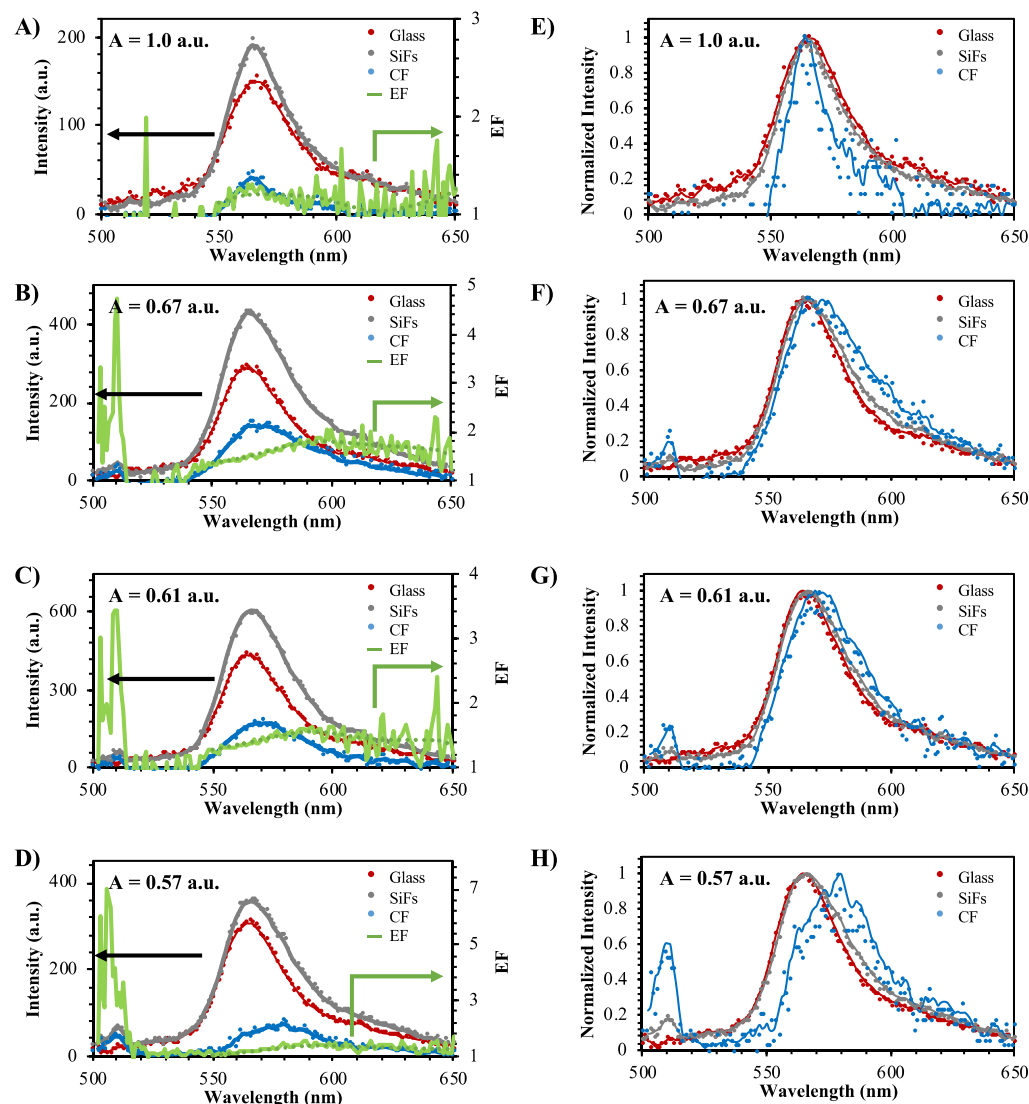 A)
A = 1.0 a.u.
Glass
SiFs
CF
EF
Intensity (a.u.)
200
100
0
3
2
1
EF
500 550 600 650
Wavelength (nm)
E)
A = 1.0 a.u.
Glass
SiFs
CF
Normalized Intensity
1
0.8
0.6
0.4
0.2
0
500 550 600 650
Wavelength (nm)
B)
A = 0.67 a.u.
Glass
SiFs
CF
EF
Intensity (a.u.)
400
200
0
5
4
3
2
1
EF
500 550 600 650
Wavelength (nm)
F)
A = 0.67 a.u.
Glass
SiFs
CF
Normalized Intensity
1
0.8
0.6
0.4
0.2
0
500 550 600 650
Wavelength (nm)
C)
A = 0.61 a.u.
Glass
SiFs
CF
EF
Intensity (a.u.)
600
300
0
4
3
2
1
EF
500 550 600 650
Wavelength (nm)
G)
A = 0.61 a.u.
Glass
SiFs
CF
Normalized Intensity
1
0.8
0.6
0.4
0.2
0
500 550 600 650
Wavelength (nm)
D)
A = 0.57 a.u.
Glass
SiFs
CF
EF
Intensity (a.u.)
400
200
0
7
5
3
1
EF
500 550 600 650
Wavelength (nm)
H)
A = 0.57 a.u.
Glass
SiFs
CF
Normalized Intensity
1
0.8
0.6
0.4
0.2
0
500 550 600 650
Wavelength (nm)